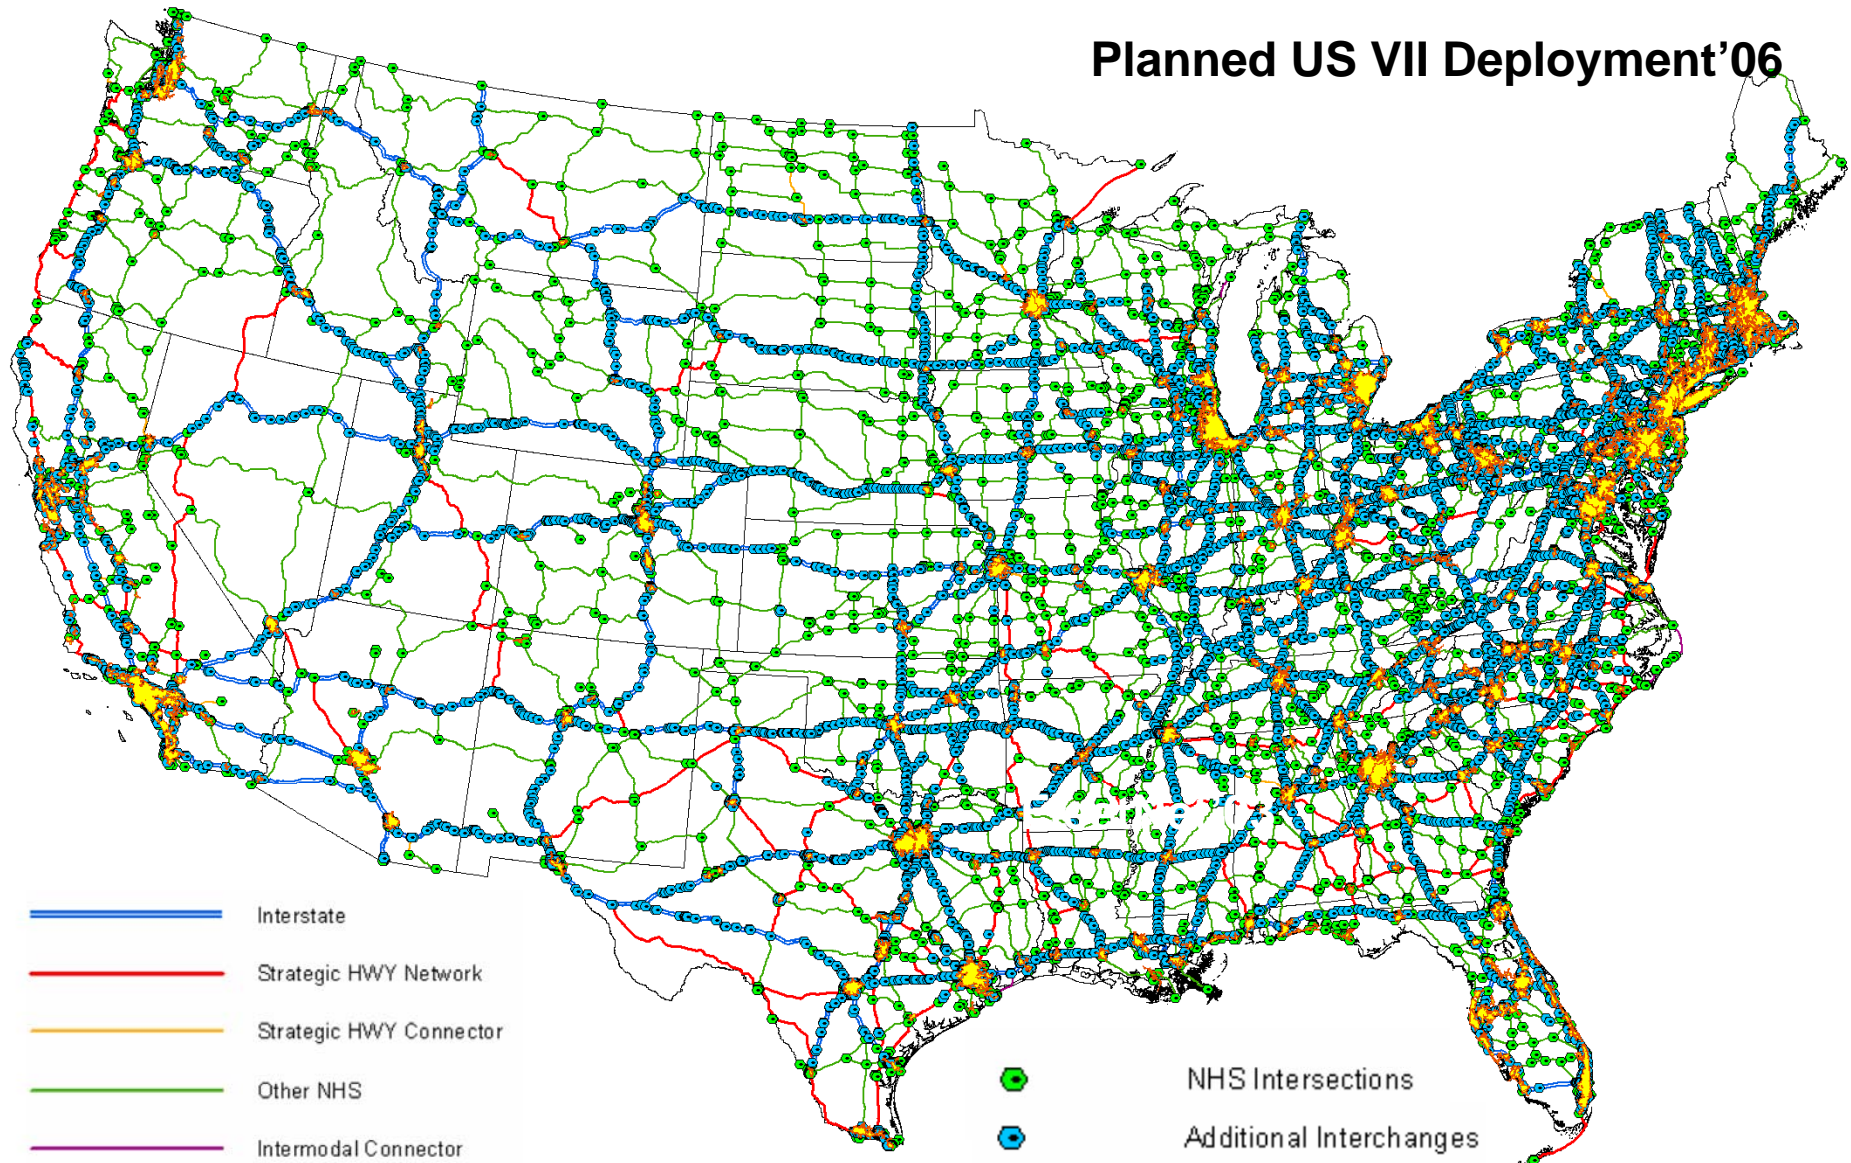 Planned US VII Deployment’06
Interstate
Strategic HWY Network
Strategic HWY Connector
Other NHS
Intermodal Connector
NHS Intersections
Additional Interchanges